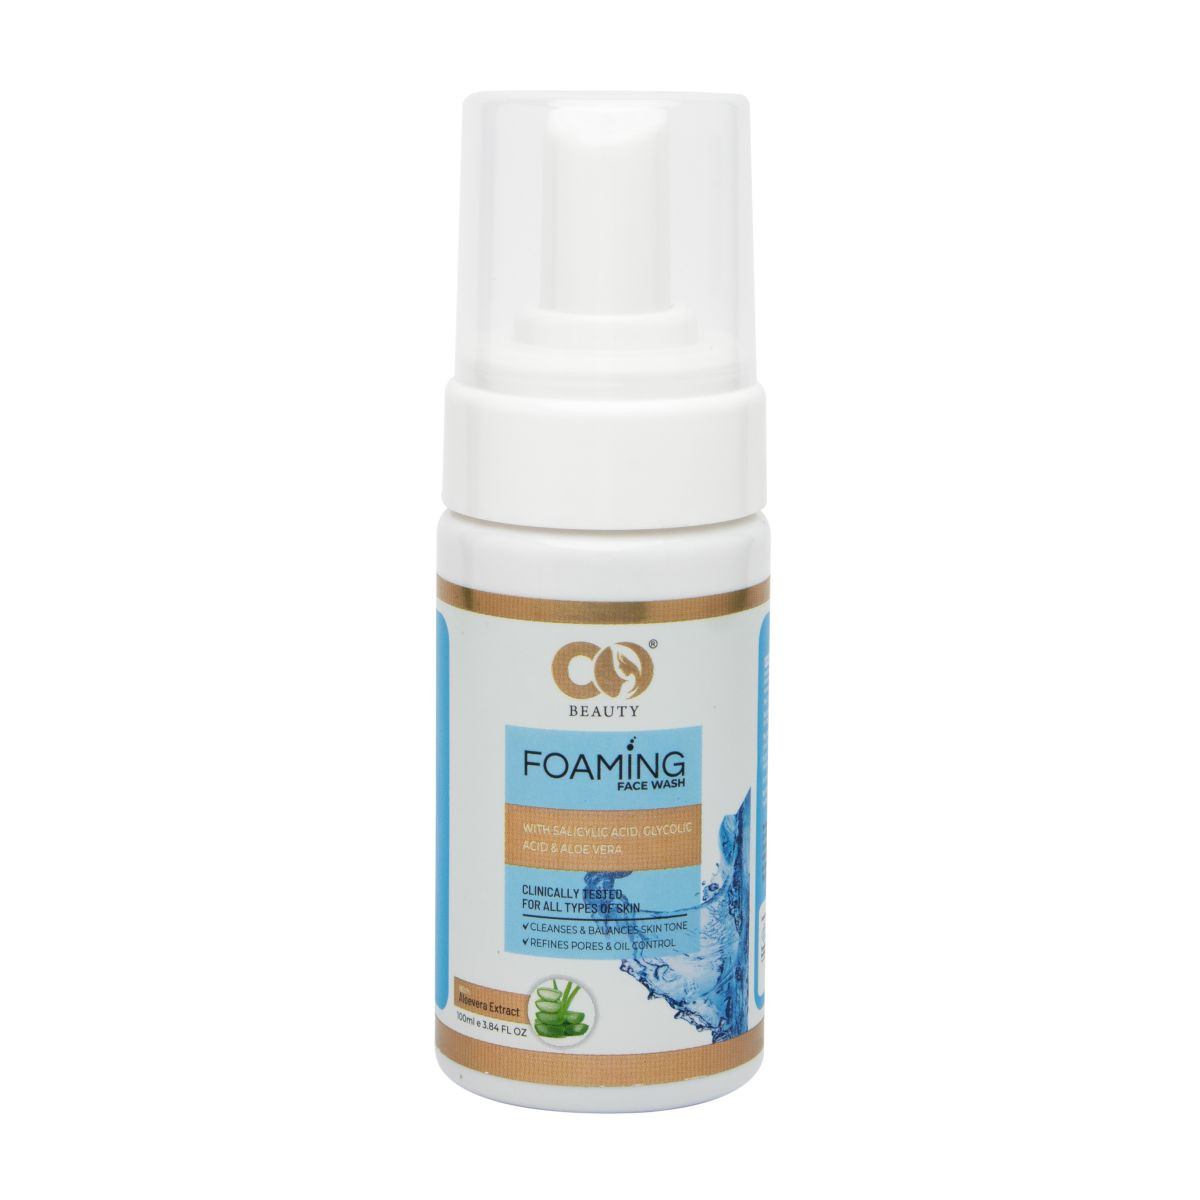 CO®
BEAUTY
FOAMING
FACE WASH
WITH SALICYLIC ACID, GLYCOLIC
ACID & ALOE VERA
CLINICALLY TESTED
FOR ALL TYPES OF SKIN
✓CLEANSES & BALANCES SKIN TONE
✓REFINES PORES & OIL CONTROL
With
Aloevera Extract
100ml e 3.84 FL OZ